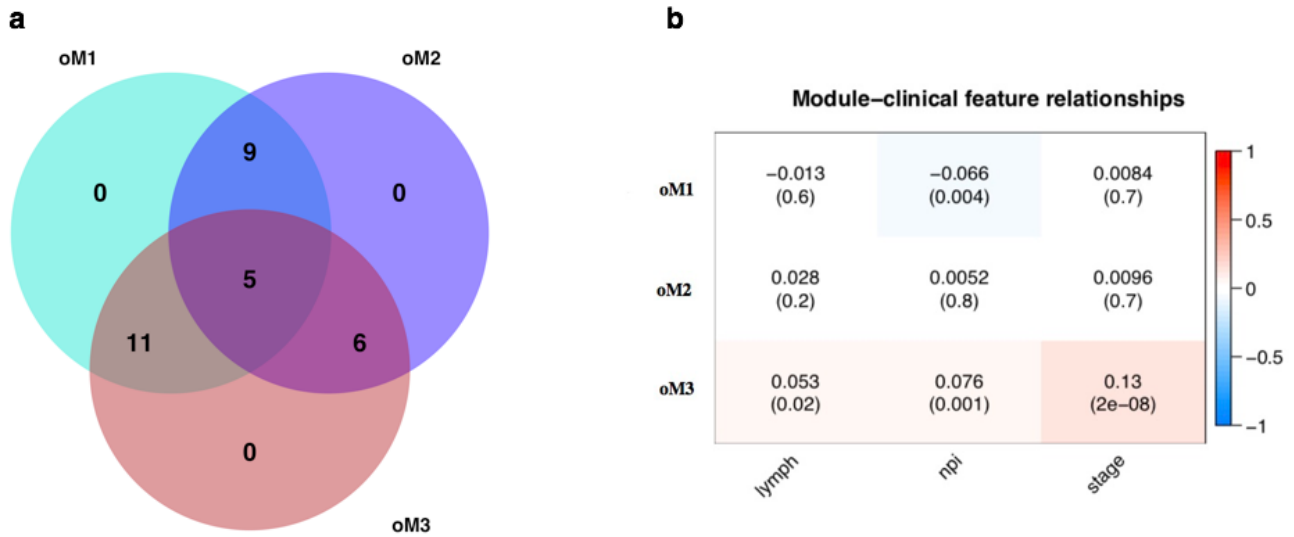 a
b
oM1
oM2
9
0
0
5
11
6
0
oM3
Module–clinical feature relationships
oM1
−0.013
(0.6)
−0.066
(0.004)
0.0084
(0.7)
oM2
0.028
(0.2)
0.0052
(0.8)
0.0096
(0.7)
oM3
0.053
(0.02)
0.076
(0.001)
0.13
(2e−08)
lymph
npi
stage
1
0.5
0
−0.5
−1